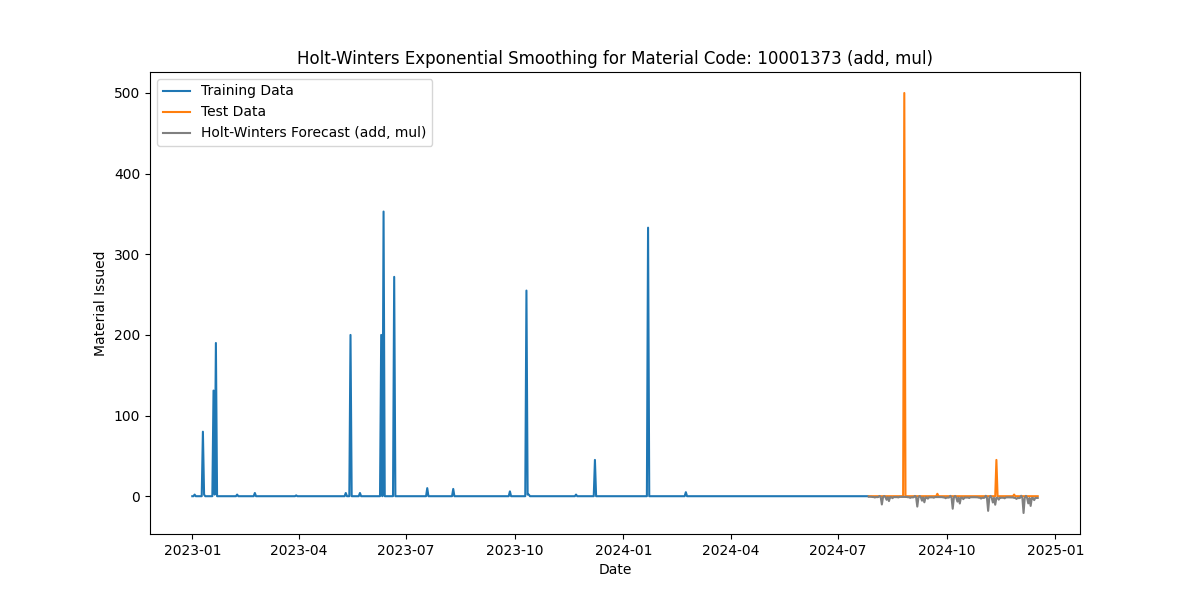 Holt-Winters Exponential Smoothing for Material Code: 10001373 (add, mul)
Training Data
Test Data
Holt-Winters Forecast (add, mul)
Material Issued
500
400
300
200
100
0
2023-01
2023-04
2023-07
2023-10
2024-01
2024-04
2024-07
2024-10
2025-01
Date